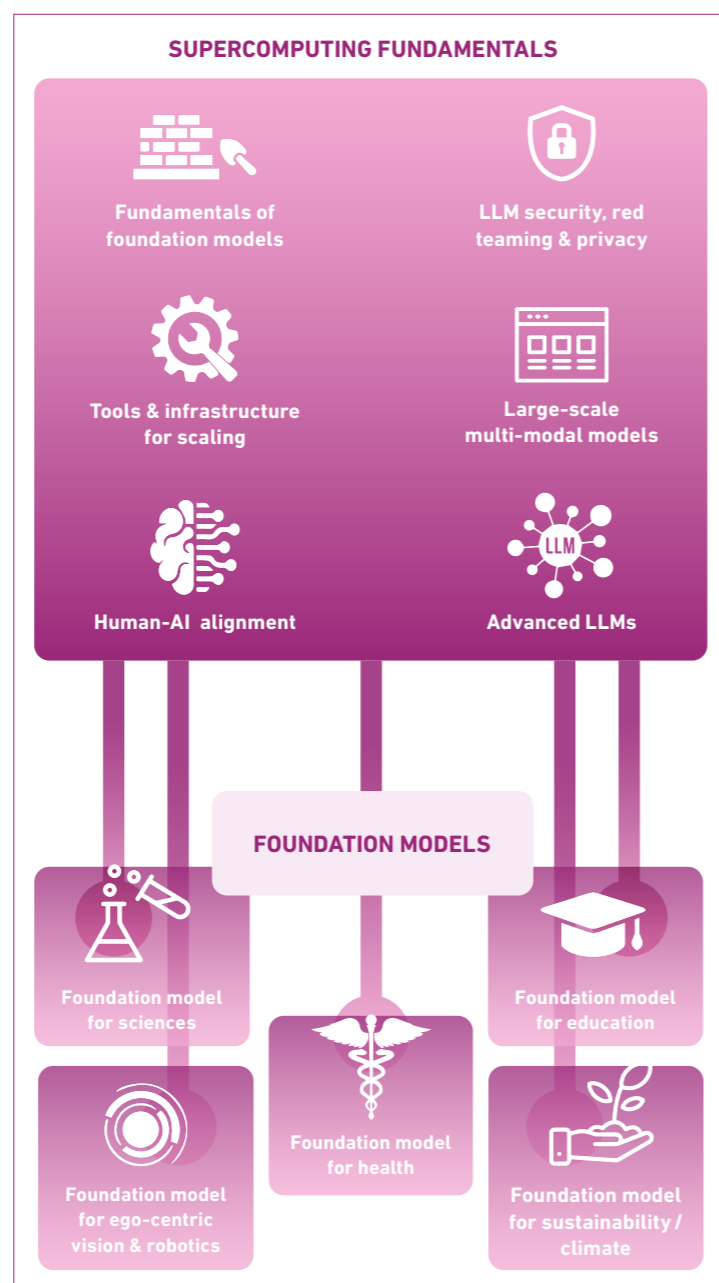 SUPERCOMPUTING FUNDAMENTALS
Fundamentals of
foundation models
LLM security, red
teaming & privacy
Tools & infrastructure
for scaling
Large-scale
multi-modal models
LLM
Human-AI alignment
Advanced LLMs
FOUNDATION MODELS
Foundation model
for sciences
Foundation model
for education
Foundation model
for health
Foundation model
for ego-centric
vision & robotics
Foundation model
for sustainability /
climate